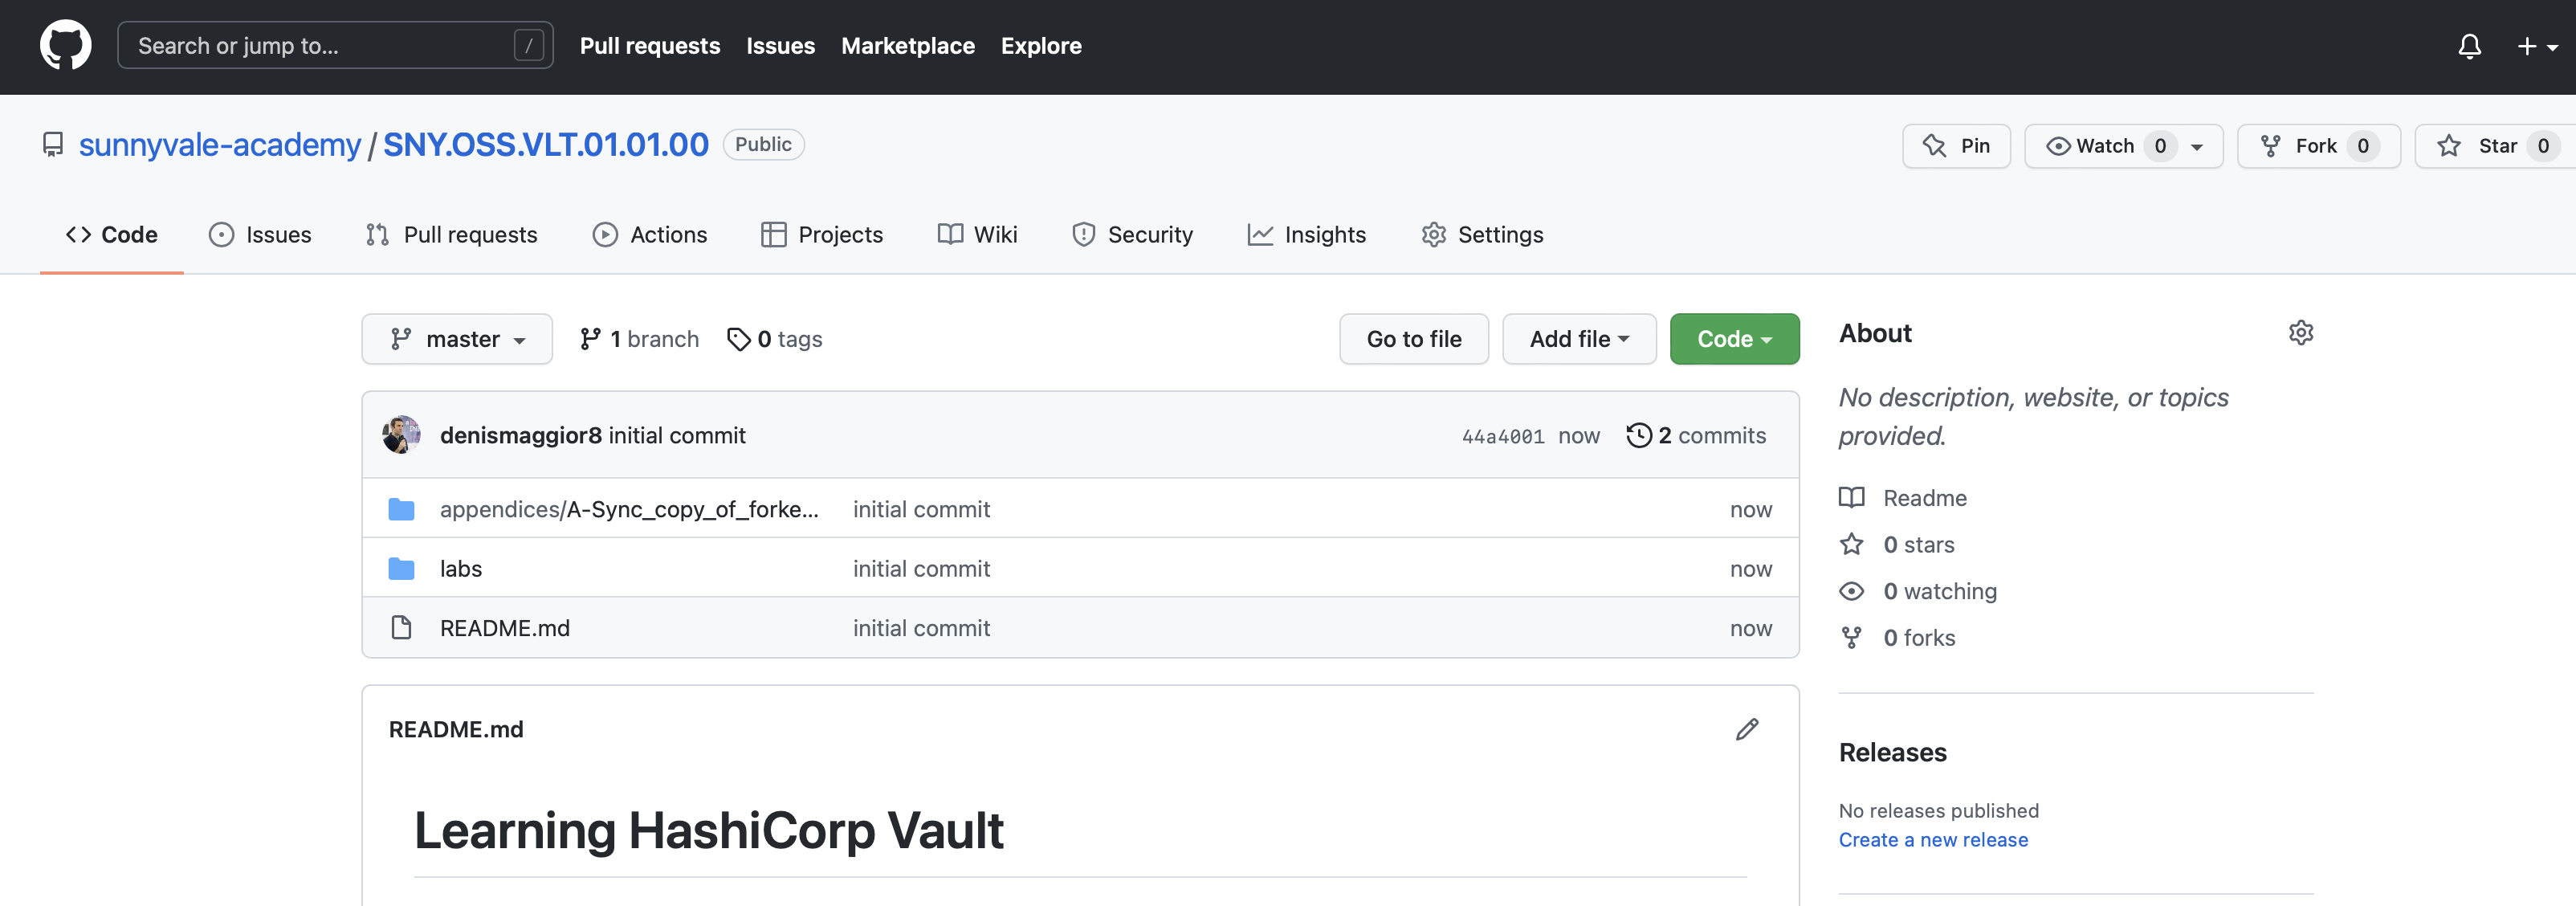 Search or jump to... /
Pull requests Issues Marketplace Explore
sunnyvale-academy / SNY.OSS.VLT.01.01.00 Public
Pin Watch 0 Fork 0 Star 0
Code Issues Pull requests Actions Projects Wiki Security Insights Settings
master 1 branch 0 tags
Go to file Add file Code
denismaggior8 initial commit 44a4001 now 2 commits
appendices/A-Sync_copy_of_forke... initial commit now
labs initial commit now
README.md initial commit now
README.md
Learning HashiCorp Vault
About
No description, website, or topics
provided.
Readme
0 stars
0 watching
0 forks
Releases
No releases published
Create a new release